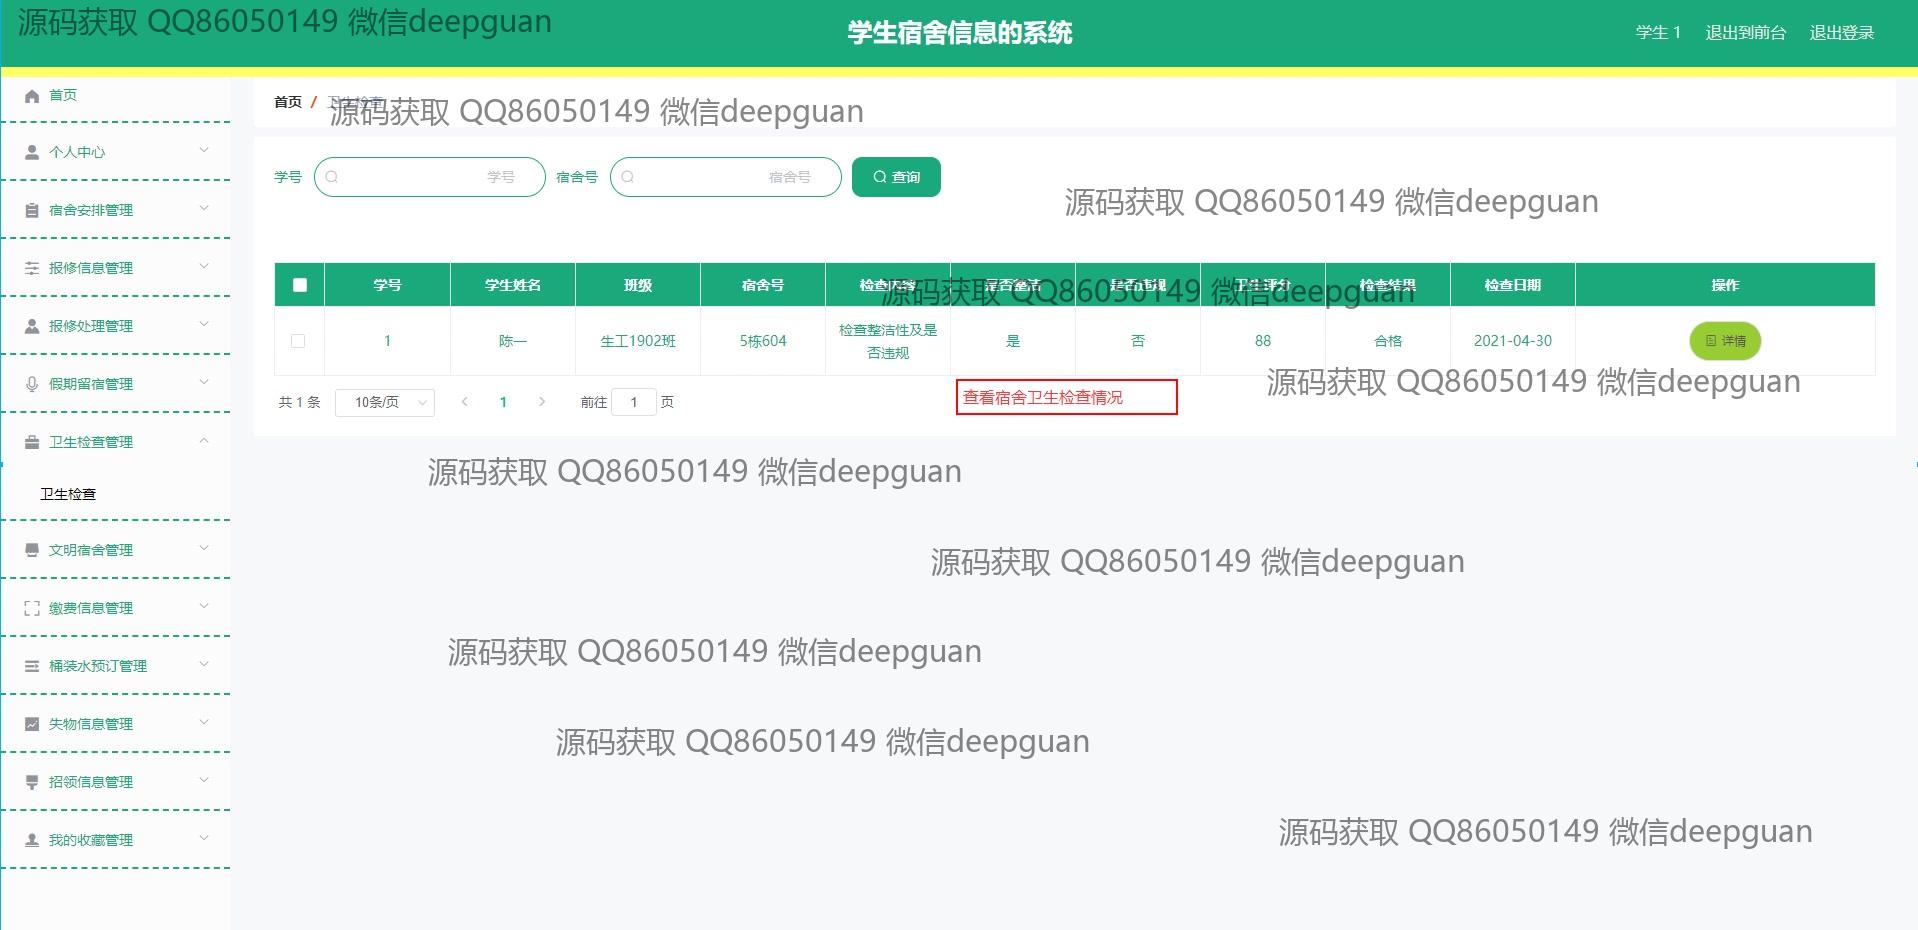 源码获取 QQ86050149 微信deepguan
学生宿舍信息的系统
学生 1 退出到前台 退出登录
首页 / 卫生检查
源码获取 QQ86050149 微信deepguan
首页
个人中心
宿舍安排管理
报修信息管理
报修处理管理
假期留宿管理
卫生检查管理
卫生检查
文明宿舍管理
缴费信息管理
桶装水预订管理
失物信息管理
招领信息管理
我的收藏管理
学号 学号 宿舍号 宿舍号 查询
源码获取 QQ86050149 微信deepguan
学号 学生姓名 班级 宿舍号 检查内容 是否整洁 是否违规 卫生评分 检查结果 检查日期 操作
源码获取 QQ86050149 微信deepguan
1 陈一 生工1902班 5栋604 检查整洁性及是 是 否 88 合格 2021-04-30 详情
否违规
源码获取 QQ86050149 微信deepguan
共 1 条 10条/页 1 前往 1 页
查看宿舍卫生检查情况
源码获取 QQ86050149 微信deepguan
源码获取 QQ86050149 微信deepguan
源码获取 QQ86050149 微信deepguan
源码获取 QQ86050149 微信deepguan
源码获取 QQ86050149 微信deepguan